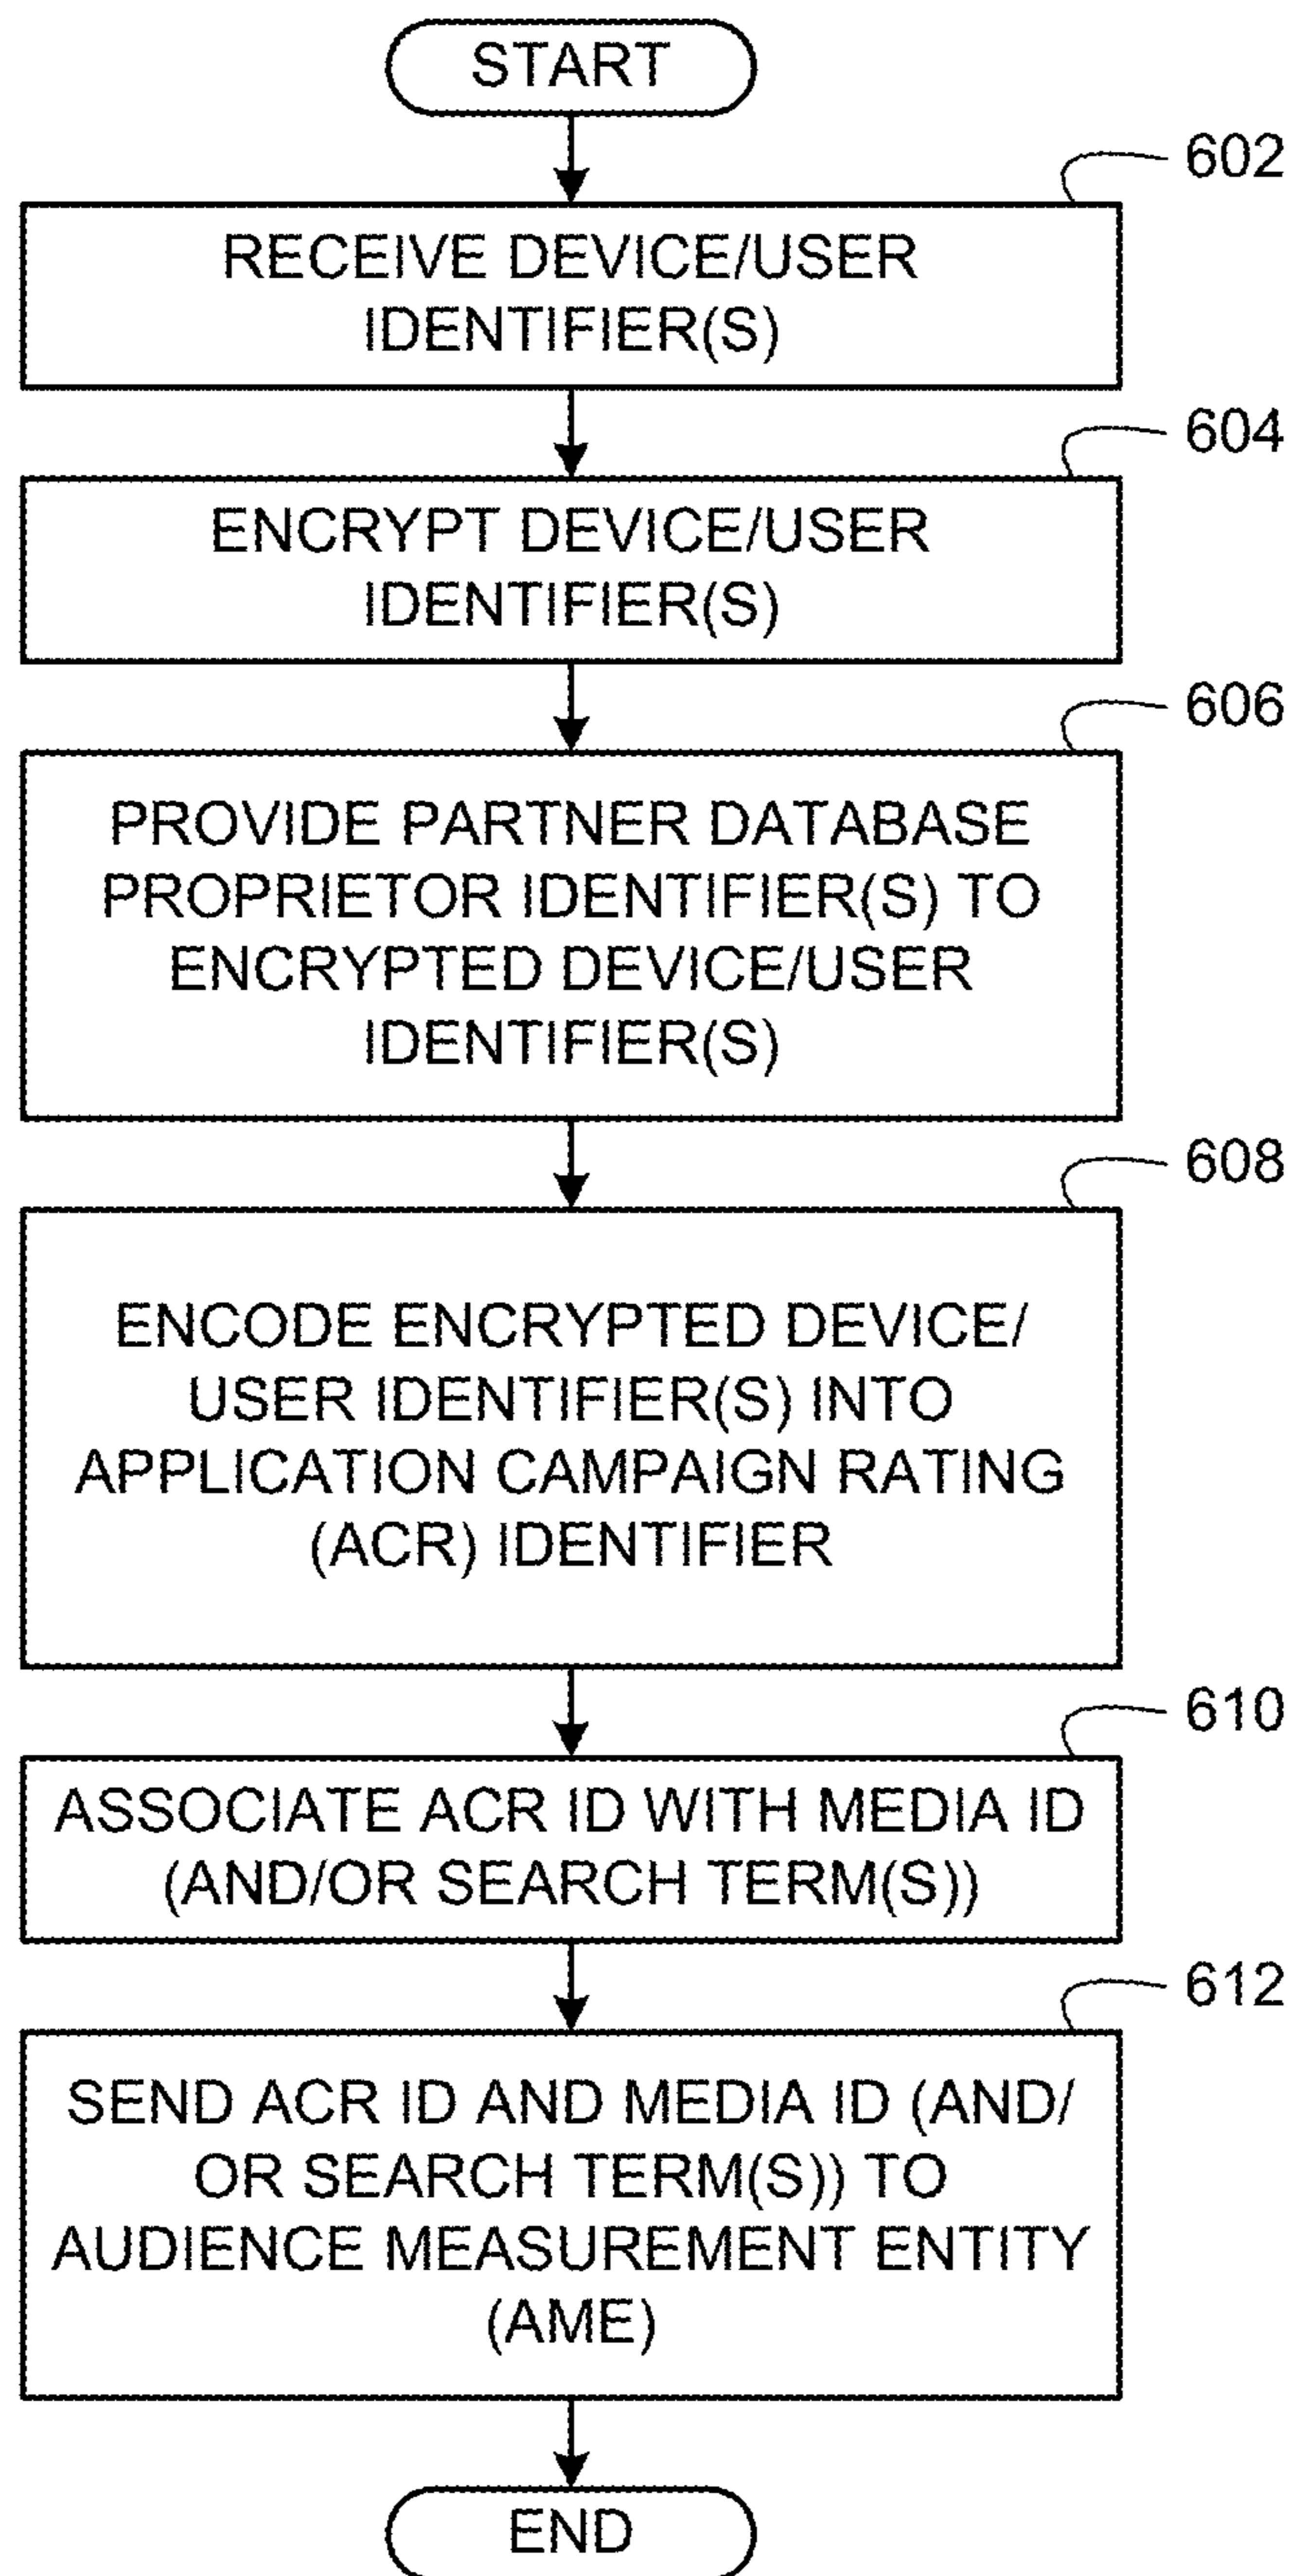 START
602
RECEIVE DEVICE/USER
IDENTIFIER(S)
604
ENCRYPT DEVICE/USER
IDENTIFIER(S)
606
PROVIDE PARTNER DATABASE
PROPRIETOR IDENTIFIER(S) TO
ENCRYPTED DEVICE/USER
IDENTIFIER(S)
608
ENCODE ENCRYPTED DEVICE/
USER IDENTIFIER(S) INTO
APPLICATION CAMPAIGN RATING
(ACR) IDENTIFIER
610
ASSOCIATE ACR ID WITH MEDIA ID
(AND/OR SEARCH TERM(S))
612
SEND ACR ID AND MEDIA ID (AND/
OR SEARCH TERM(S)) TO
AUDIENCE MEASUREMENT ENTITY
(AME)
END